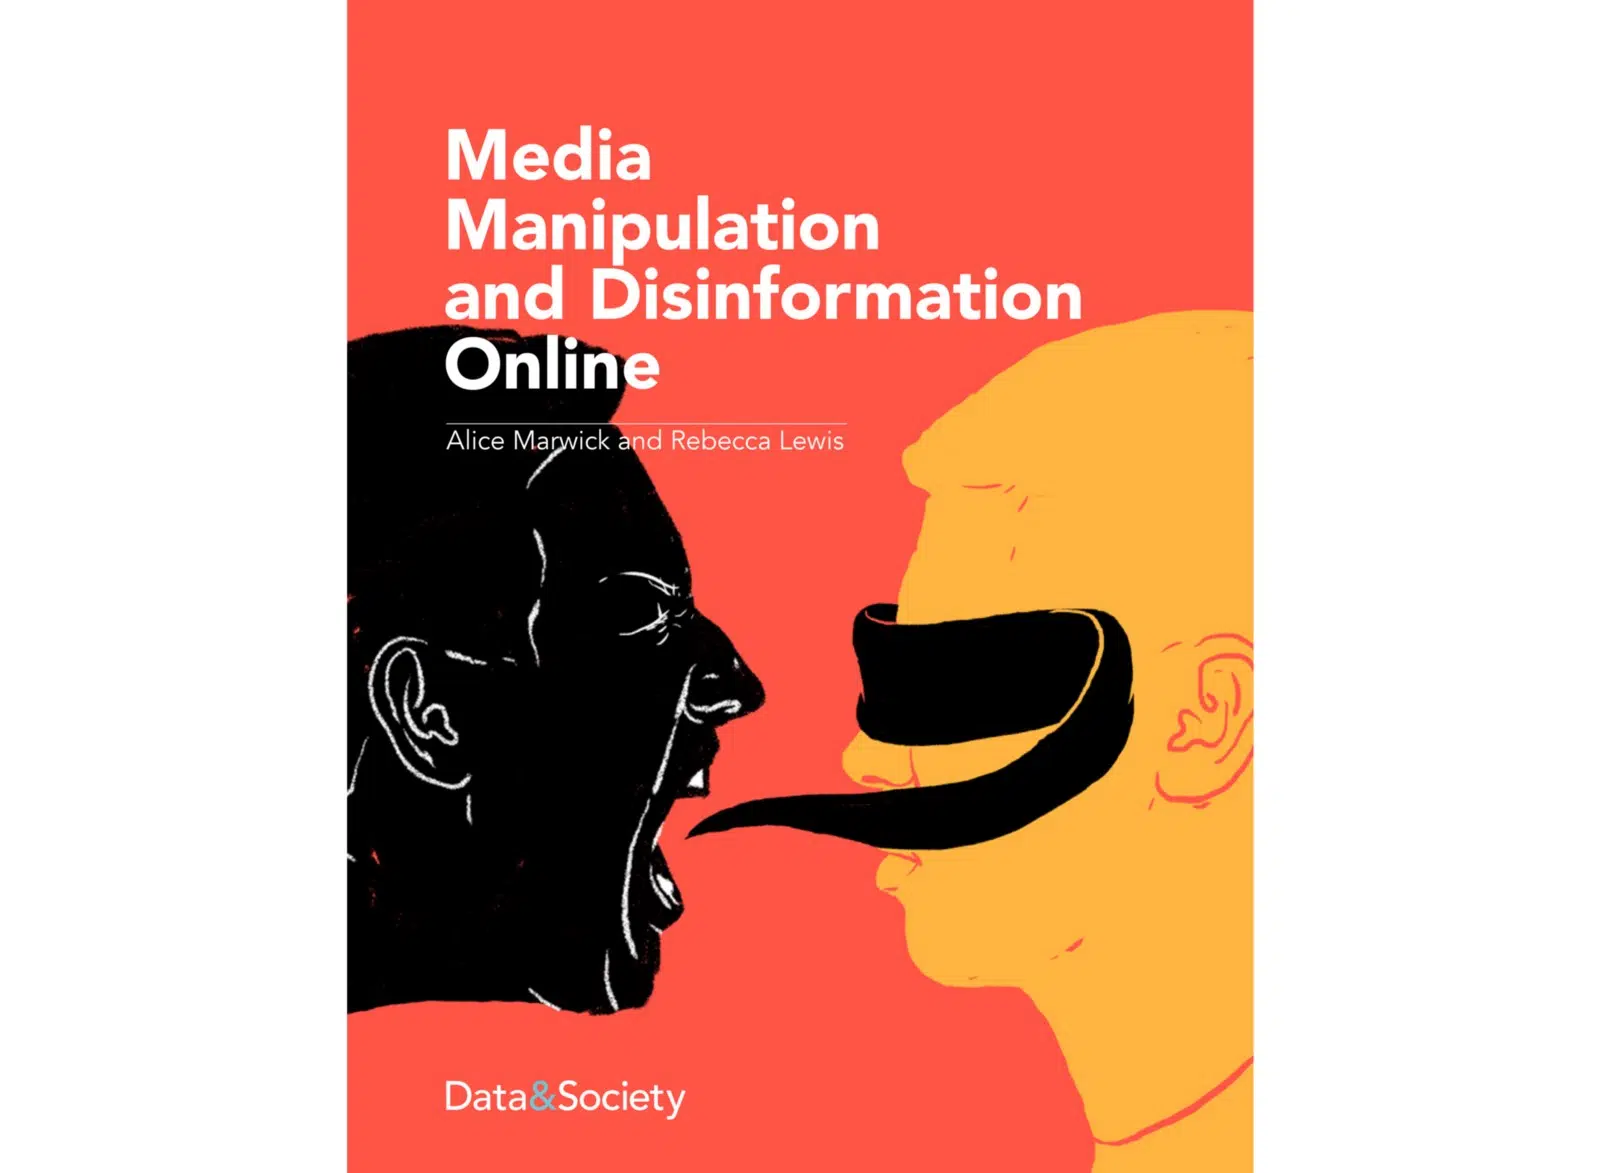 Media
Manipulation
and Disinformation
Online
Alice Marwick and Rebecca Lewis
Data&Society